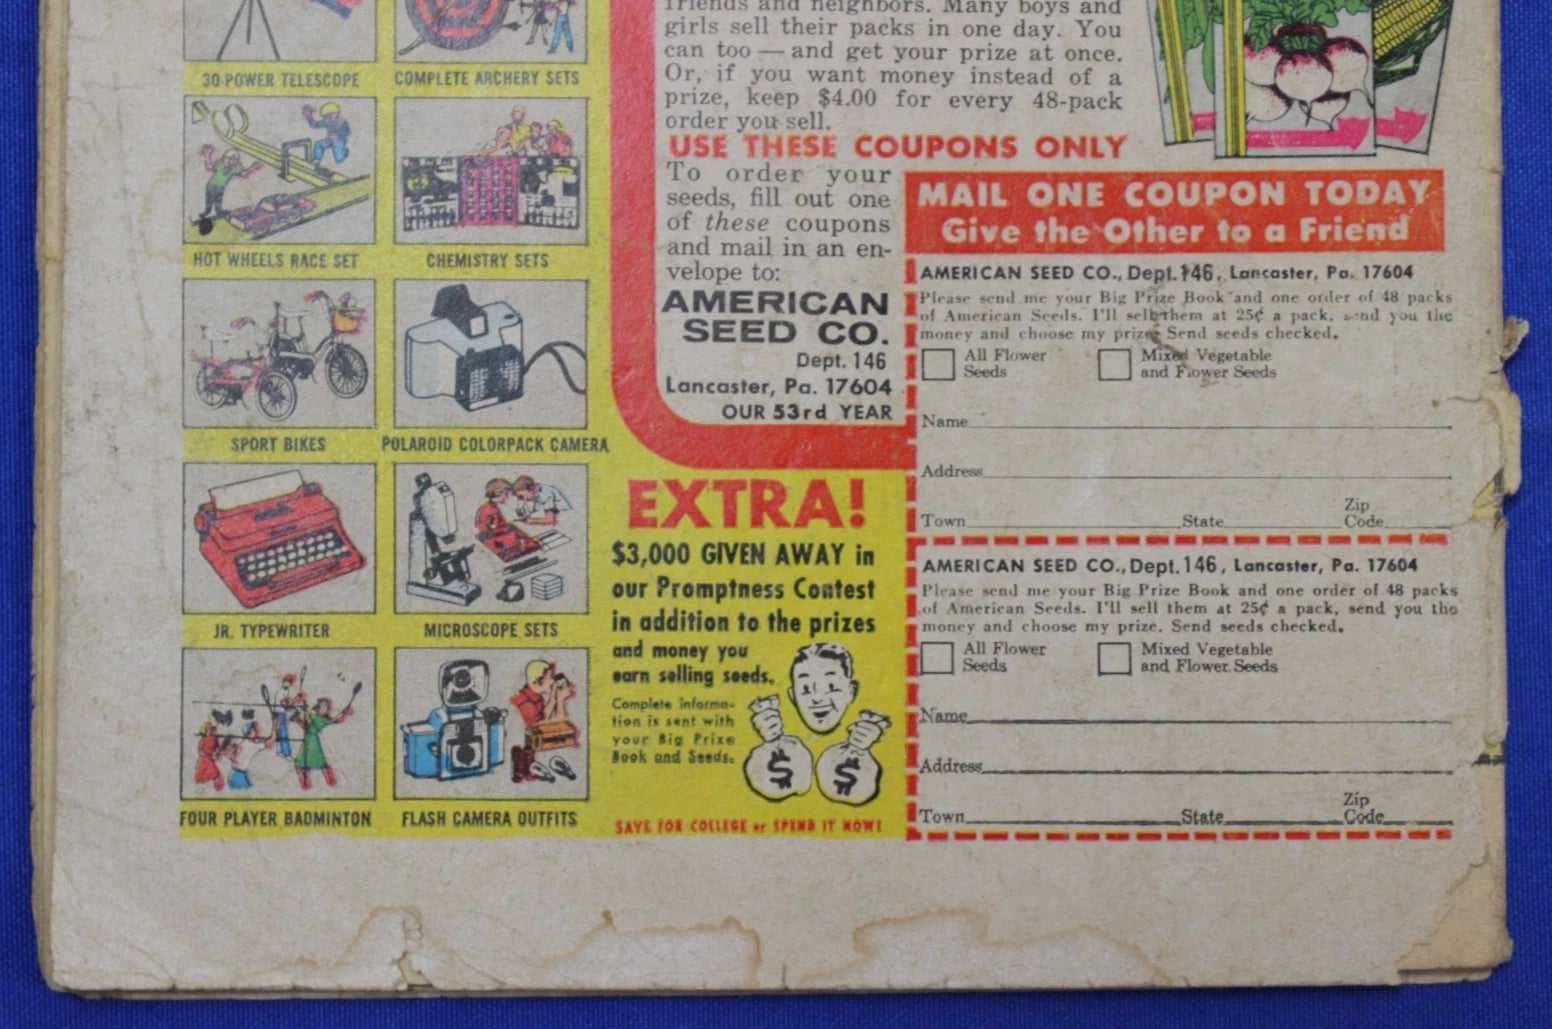 30 POWER TELESCOPE
COMPLETE ARCHERY SETS
HOT WHEELS RACE SET
CHEMISTRY SETS
SPORT BIKES
POLAROID COLORPACK CAMERA
JR. TYPEWRITER
MICROSCOPE SETS
FOUR PLAYER BADMINTON
FLASH CAMERA OUTFITS
friends and neighbors. Many boys and
girls sell their packs in one day. You
can too — and get your prize at once.
Or, if you want money instead of a
prize, keep $4.00 for every 48-pack
order you sell.
USE THESE COUPONS ONLY
To order your
seeds, fill out one
of these coupons
and mail in an en-
velope to:
AMERICAN
SEED CO.
Dept. 146
Lancaster, Pa. 17604
OUR 53rd YEAR
EXTRA!
$3,000 GIVEN AWAY in
our Promptness Contest
in addition to the prizes
and money you
earn selling seeds.
Complete informa-
tion is sent with
your Big Prize
Book and Seeds.
$ $
SAVE FOR COLLEGE or SPEND IT NOW!
MAIL ONE COUPON TODAY
Give the Other to a Friend
AMERICAN SEED CO., Dept. 146, Lancaster, Pa. 17604
Please send me your Big Prize Book and one order of 48 packs
of American Seeds. I'll sell them at 25¢ a pack, send you the
money and choose my prize. Send seeds checked.
All Flower Seeds
Mixed Vegetable and Flower Seeds
Name
Address
Town State Zip Code
AMERICAN SEED CO., Dept. 146, Lancaster, Pa. 17604
Please send me your Big Prize Book and one order of 48 packs
of American Seeds. I'll sell them at 25¢ a pack, send you the
money and choose my prize. Send seeds checked.
All Flower Seeds
Mixed Vegetable and Flower Seeds
Name
Address
Town State Zip Code